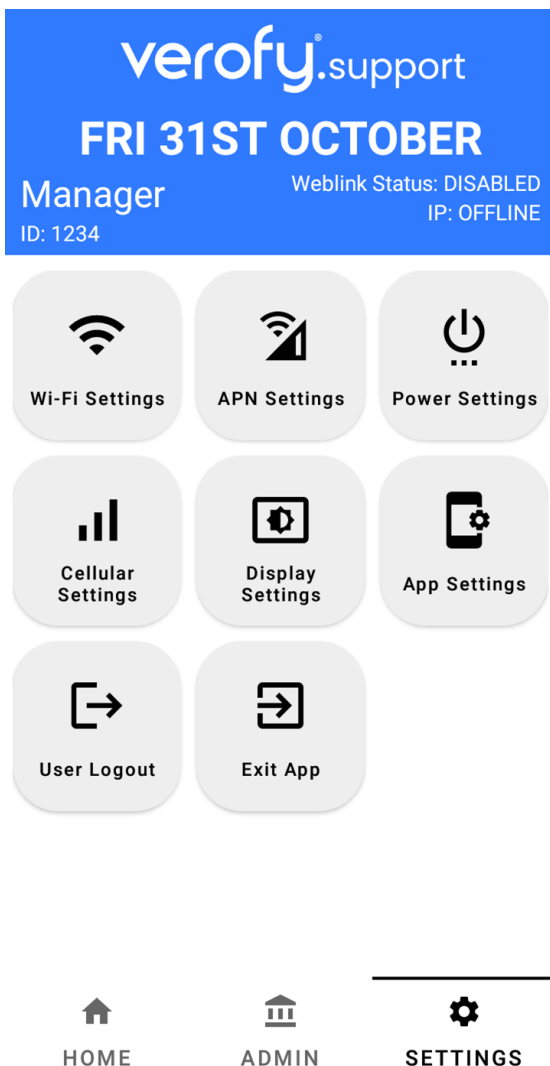 verofy®.support
FRI 31ST OCTOBER
Manager
Weblink Status: DISABLED
IP: OFFLINE
ID: 1234
Wi-Fi Settings
APN Settings
Power Settings
Cellular
Settings
Display
Settings
App Settings
User Logout
Exit App
HOME
ADMIN
SETTINGS